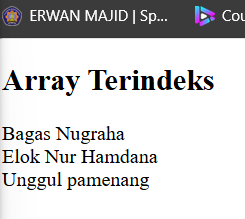 ERWAN MAJID | Sp...
Cou
Array Terindeks
Bagas Nugraha
Elok Nur Hamdana
Unggul pamenang